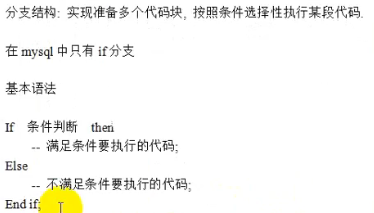 分支结构: 实现准备多个代码块, 按照条件选择性执行某段代码.
在 mysql 中只有 if 分支
基本语法
If 条件判断 then
-- 满足条件要执行的代码;
Else
-- 不满足条件要执行的代码;
End if;